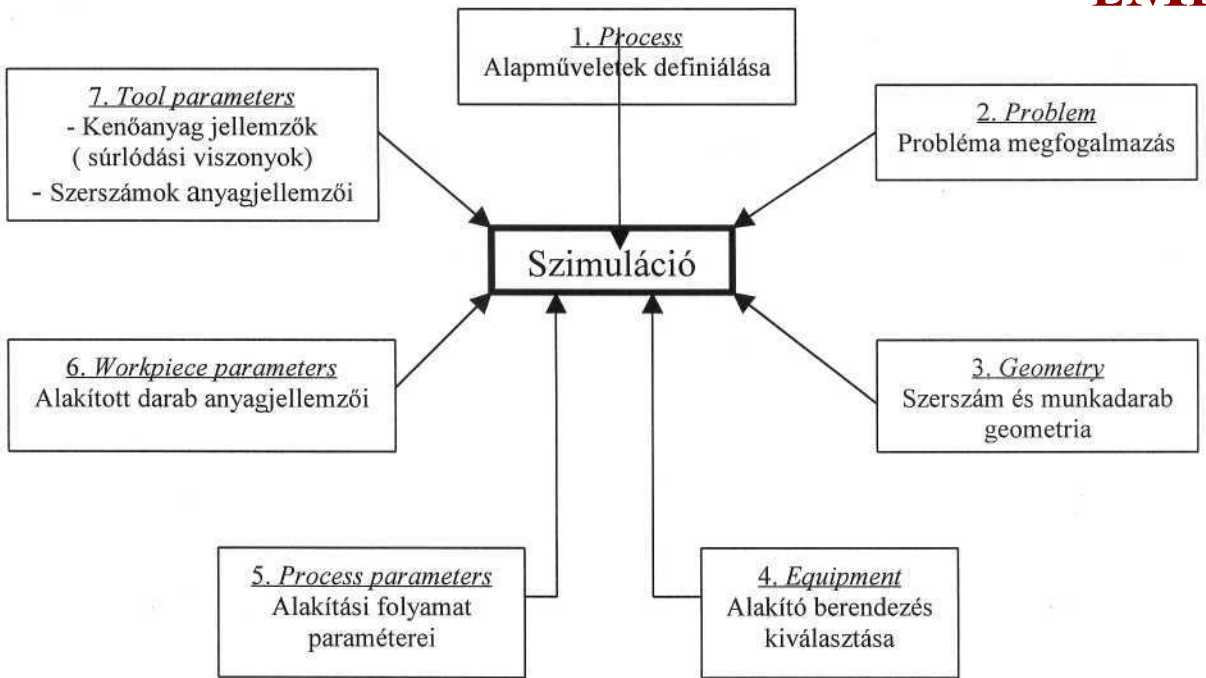 1. Process
Alapműveletek definiálása
7. Tool parameters
- Kenőanyag jellemzők
( súrlódási viszonyok)
- Szerszámok anyagjellemzői
2. Problem
Probléma megfogalmazás
Szimuláció
6. Workpiece parameters
Alakított darab anyagjellemzői
3. Geometry
Szerszám és munkadarab
geometria
5. Process parameters
Alakítási folyamat
paraméterei
4. Equipment
Alakító berendezés
kiválasztása